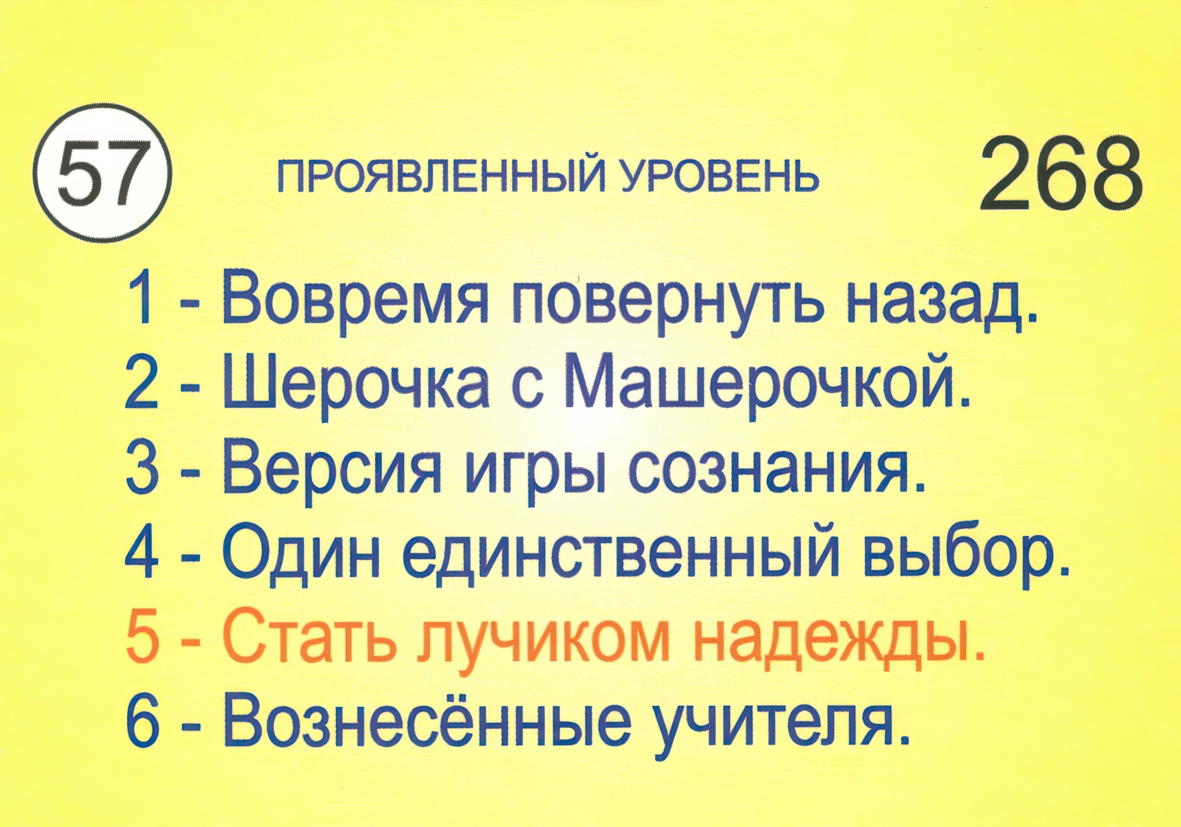 57 ПРОЯВЛЕННЫЙ УРОВЕНЬ 268
1 - Вовремя повернуть назад.
2 - Шерочка с Машерочкой.
3 - Версия игры сознания.
4 - Один единственный выбор.
5 - Стать лучиком надежды.
6 - Вознесённые учителя.